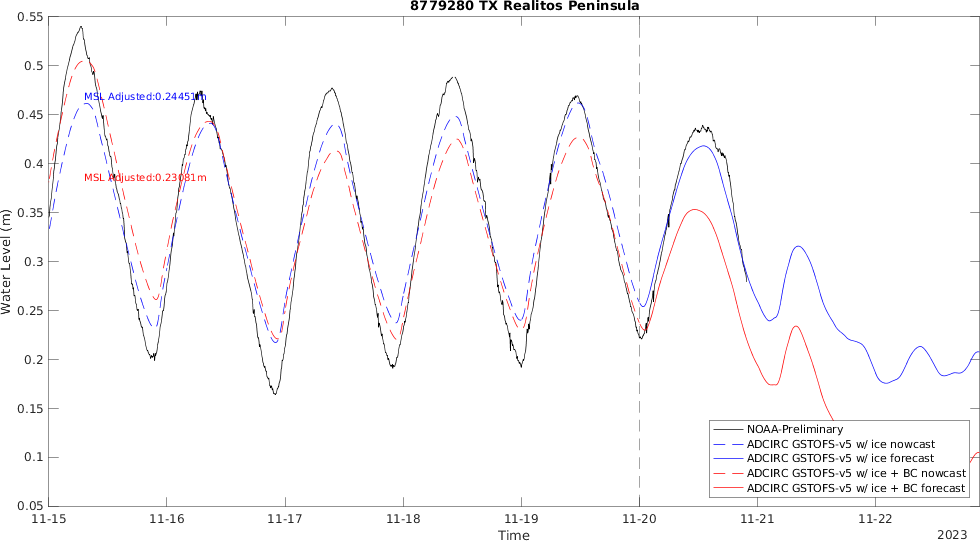 8779280 TX Realitos Peninsula
0.55
0.5
0.45
0.4
0.35
0.3
0.25
0.2
0.15
0.1
0.05
Water Level (m)
MSL Adjusted:0.24451m
MSL Adjusted:0.23081m
NOAA-Preliminary
ADCIRC GSTOFS-v5 w/ ice nowcast
ADCIRC GSTOFS-v5 w/ ice forecast
ADCIRC GSTOFS-v5 w/ ice + BC nowcast
ADCIRC GSTOFS-v5 w/ ice + BC forecast
11-15 11-16 11-17 11-18 11-19 11-20 11-21 11-22
Time
2023